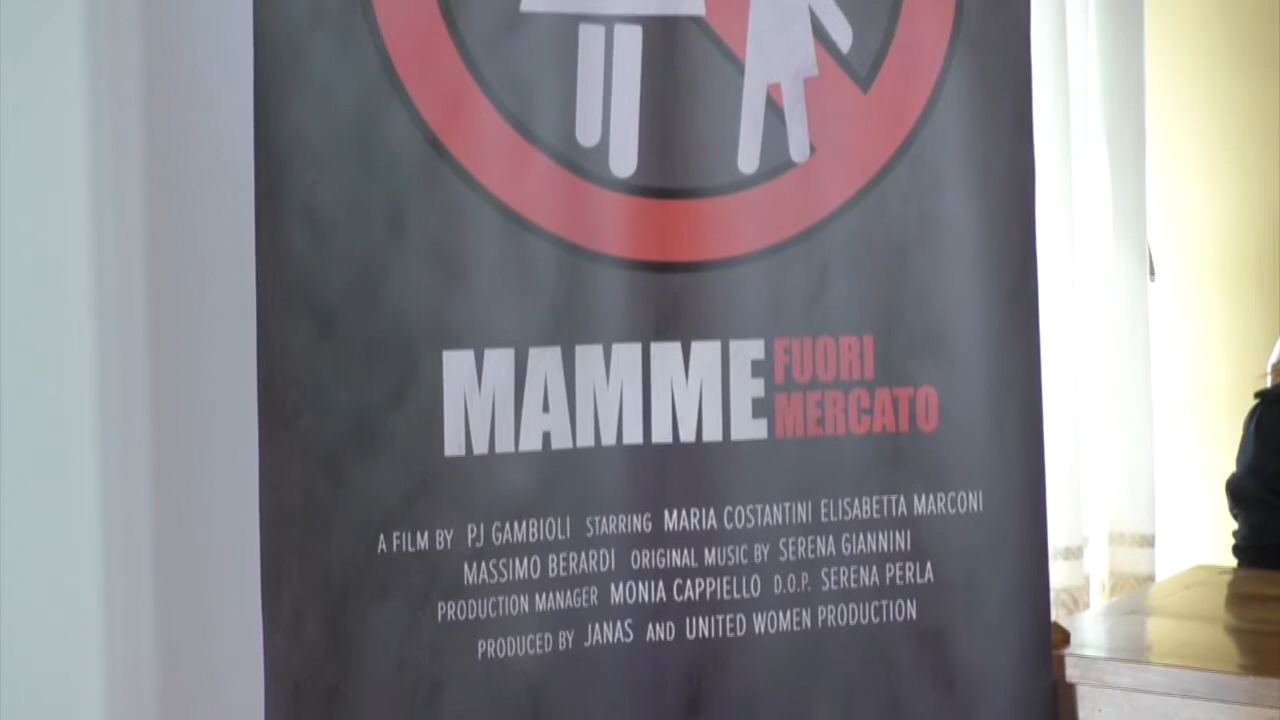 MAMME FUORI
MERCATO
A FILM BY PJ GAMBIOLI STARRING MARIA COSTANTINI ELISABETTA MARCONI
MASSIMO BERARDI ORIGINAL MUSIC BY SERENA GIANNINI
PRODUCTION MANAGER MONIA CAPPIELLO D.O.P. SERENA PERLA
PRODUCED BY JANAS AND UNITED WOMEN PRODUCTION